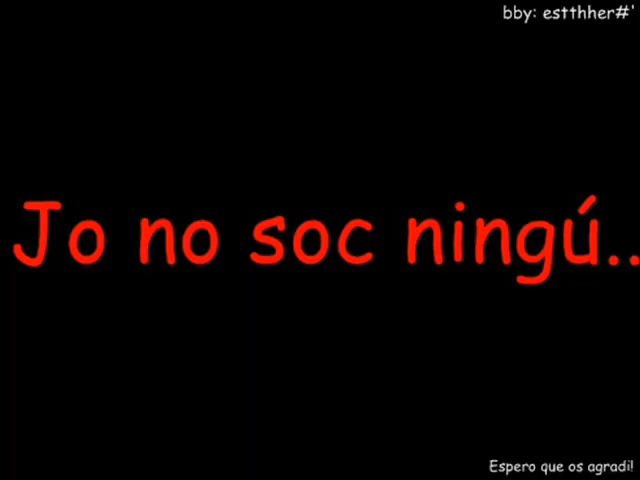 bby: estthher#'
Jo no soc ningú..
Espero que os agradi!